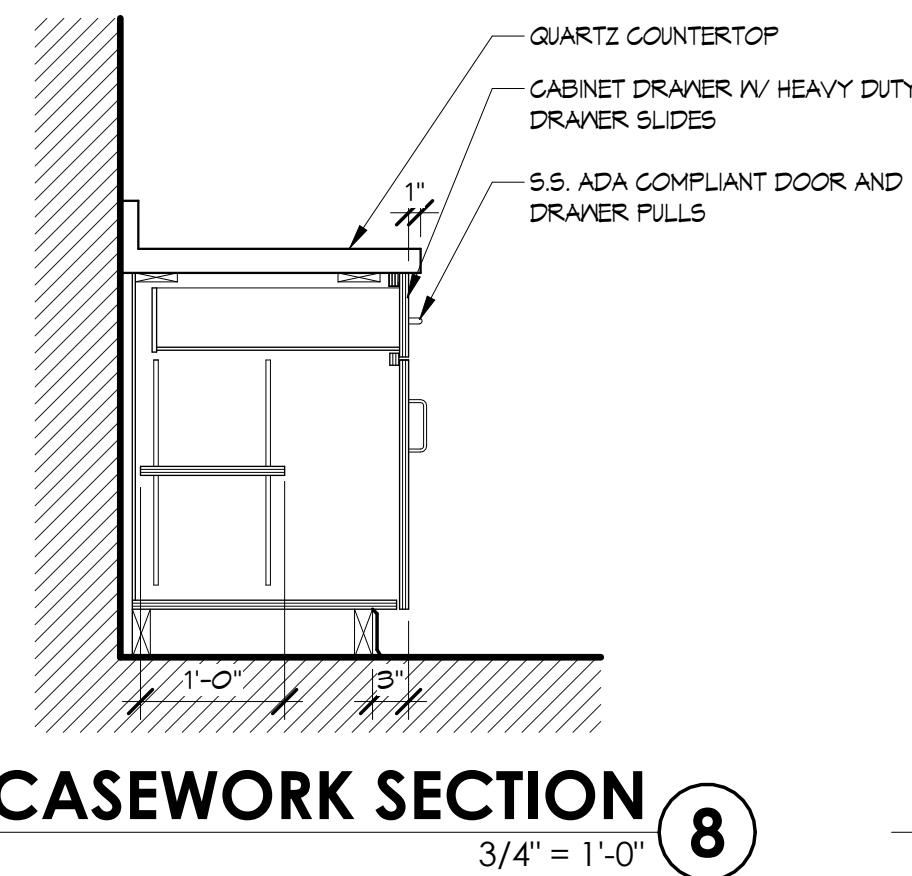 QUARTZ COUNTERTOP
CABINET DRAWER W/ HEAVY DUTY
DRAWER SLIDES
S.S. ADA COMPLIANT DOOR AND
DRAWER PULLS
1"
1'-0"
3"
CASEWORK SECTION
8
3/4" = 1'-0"